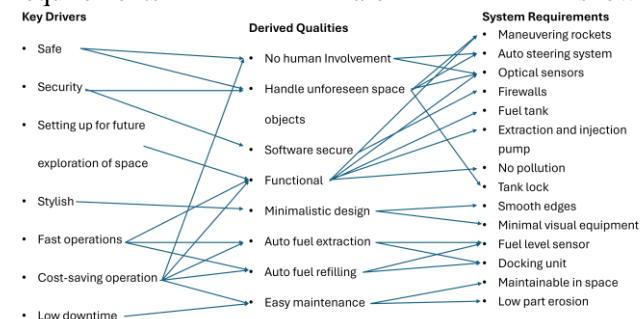 Key Drivers
Safe
Security
Setting up for future
exploration of space
Stylish
Fast operations
Cost-saving operation
Low downtime
Derived Qualities
No human Involvement
Handle unforeseen space
objects
Software secure
Functional
Minimalistic design
Auto fuel extraction
Auto fuel refilling
Easy maintenance
System Requirements
Maneuvering rockets
Auto steering system
Optical sensors
Firewalls
Fuel tank
Extraction and injection
pump
No pollution
Tank lock
Smooth edges
Minimal visual equipment
Fuel level sensor
Docking unit
Maintainable in space
Low part erosion